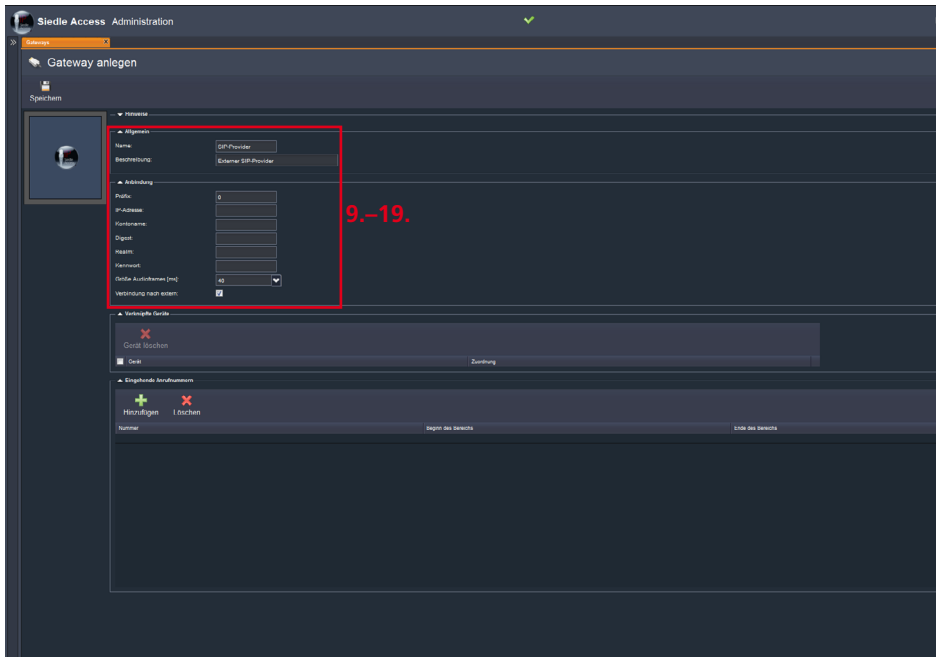 Siedle Access Administration
Gateways X
Gateway anlegen
Speichern
Hinweise
Allgemein
Name: SIP-Provider
Beschreibung: Externer SIP-Provider
Anbindung
Präfix: 0
IP-Adresse:
Kontoname:
Digest:
Realm:
Kennwort:
Größe Audioframes [ms]: 40
Verbindung nach extern:
9.–19.
Verknüpfte Geräte
Gerät löschen
Gerät Zuordnung
Eingehende Anrufnummern
Hinzufügen Löschen
Nummer Beginn des Bereichs Ende des Bereichs